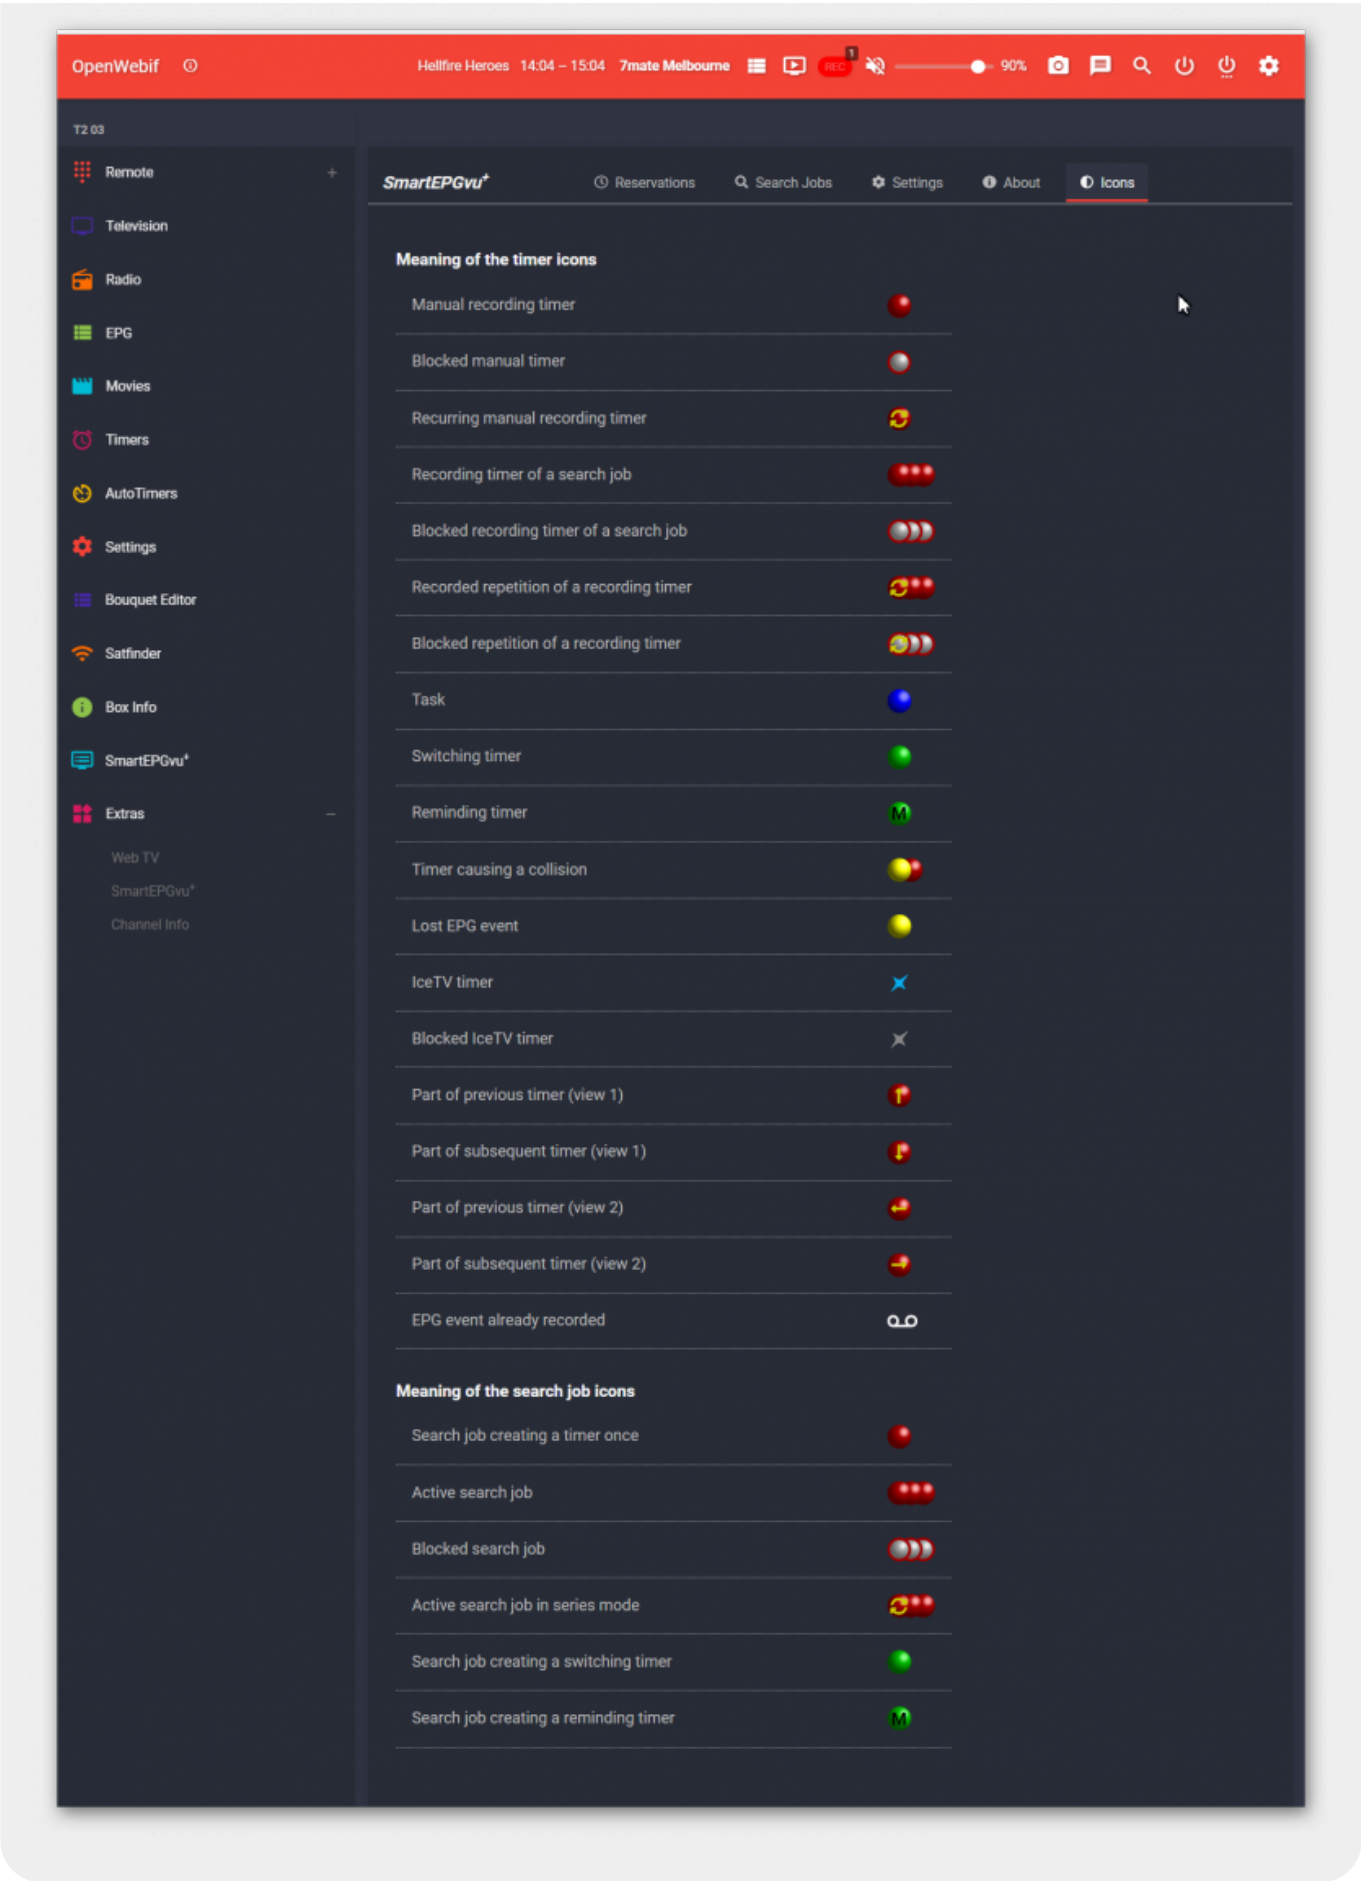 OpenWebif
Hellfire Heroes 14:04 – 15:04 7mate Melbourne
REC
1
90%
T2 03
Remote
Television
Radio
EPG
Movies
Timers
AutoTimers
Settings
Bouquet Editor
Satfinder
Box Info
SmartEPGvu+
Extras
Web TV
SmartEPGvu+
Channel Info
SmartEPGvu+
Reservations
Search Jobs
Settings
About
Icons
Meaning of the timer icons
Manual recording timer
Blocked manual timer
Recurring manual recording timer
Recording timer of a search job
Blocked recording timer of a search job
Recorded repetition of a recording timer
Blocked repetition of a recording timer
Task
Switching timer
Reminding timer
M
Timer causing a collision
Lost EPG event
IceTV timer
Blocked IceTV timer
Part of previous timer (view 1)
Part of subsequent timer (view 1)
Part of previous timer (view 2)
Part of subsequent timer (view 2)
EPG event already recorded
Meaning of the search job icons
Search job creating a timer once
Active search job
Blocked search job
Active search job in series mode
Search job creating a switching timer
Search job creating a reminding timer
M